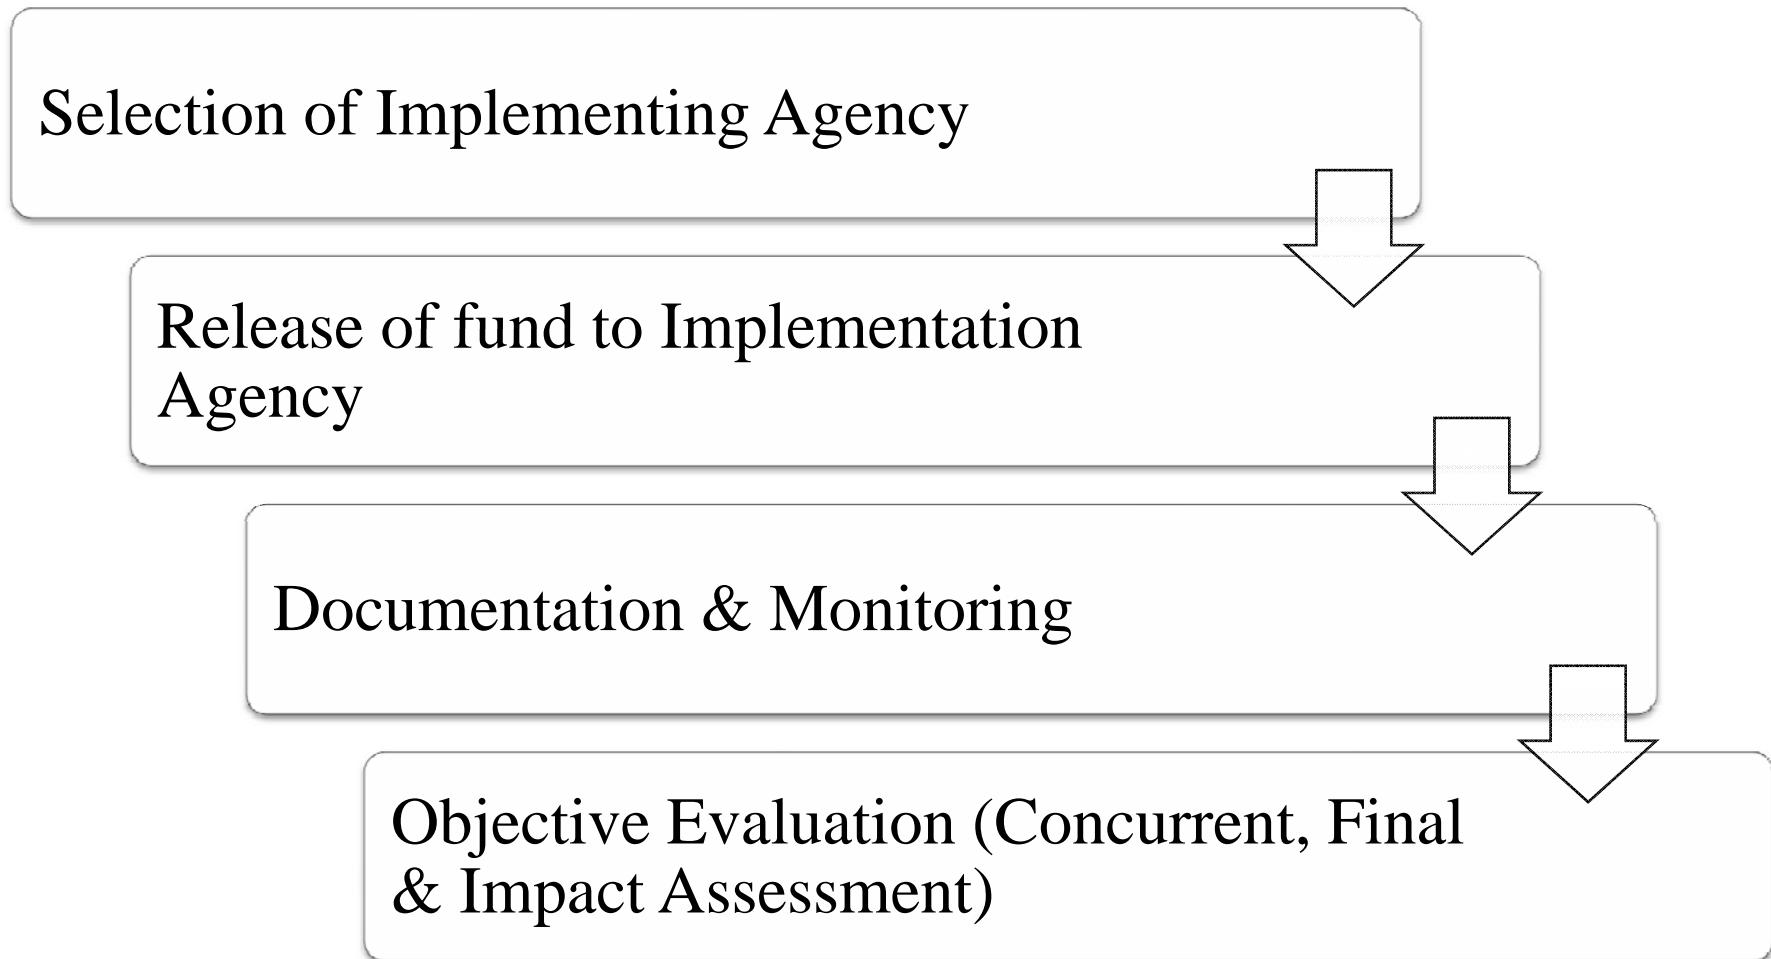 Selection of Implementing Agency
Release of fund to Implementation
Agency
Documentation & Monitoring
Objective Evaluation (Concurrent, Final
& Impact Assessment)